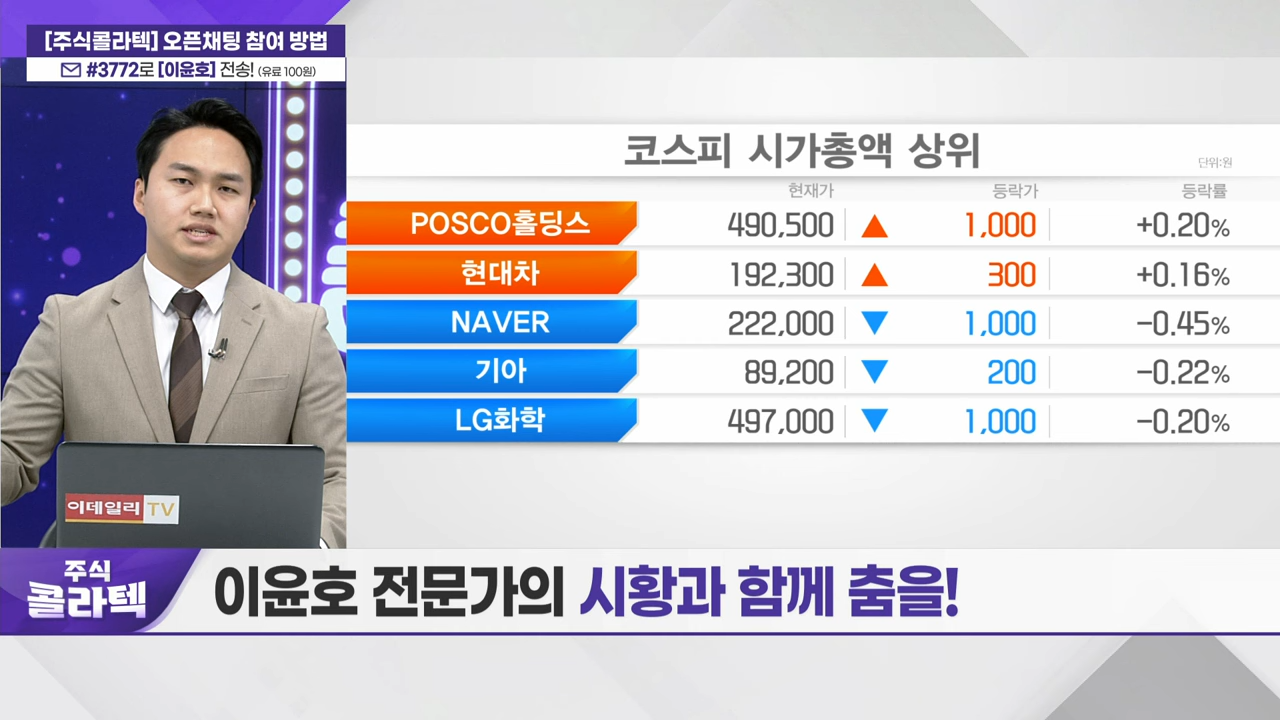 [주식콜라텍] 오픈채팅 참여 방법
#3772로 [이윤호] 전송! (유료 100원)
코스피 시가총액 상위
단위:원
현재가 등락가 등락률
POSCO홀딩스 490,500 ▲ 1,000 +0.20%
현대차 192,300 ▲ 300 +0.16%
NAVER 222,000 ▼ 1,000 -0.45%
기아 89,200 ▼ 200 -0.22%
LG화학 497,000 ▼ 1,000 -0.20%
이데일리TV
주식
콜라텍
이윤호 전문가의 시황과 함께 춤을!